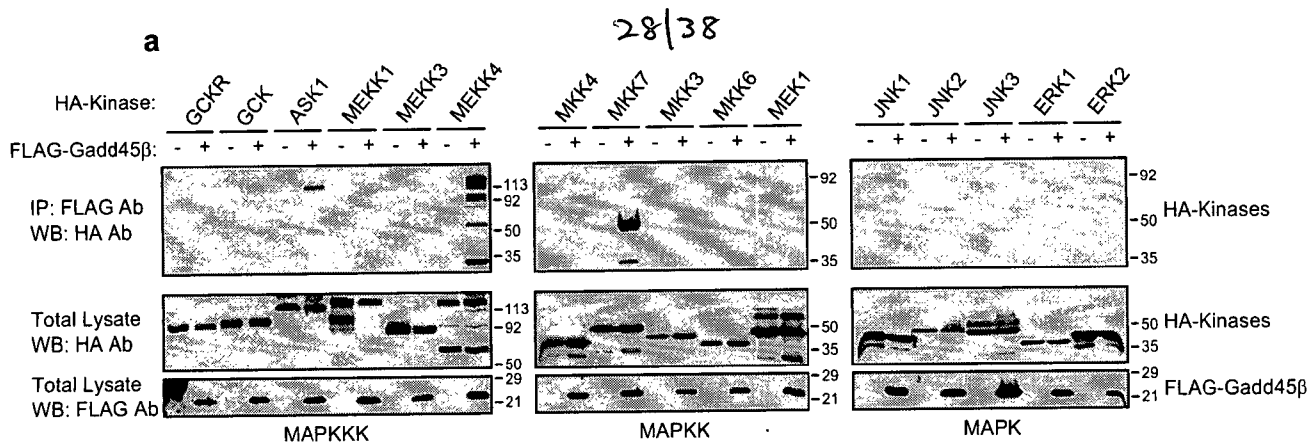 28/38
a
HA-Kinase: GCKR GCK ASK1 MEKK1 MEKK3 MEKK4 MKK4 MKK7 MKK3 MKK6 MEK1 JNK1 JNK2 JNK3 ERK1 ERK2
FLAG-Gadd45β: - + - + - + - + - + - + - + - + - + - + - + - + - + - + - + - +
IP: FLAG Ab
WB: HA Ab
-113
-92
-50
-35
-92
-50
-35
-92
-50
-35
HA-Kinases
Total Lysate
WB: HA Ab
-113
-92
-50
-50
-35
-50
-35
HA-Kinases
Total Lysate
WB: FLAG Ab
-29
-21
-29
-21
-29
-21
FLAG-Gadd45β
MAPKKK MAPKK MAPK